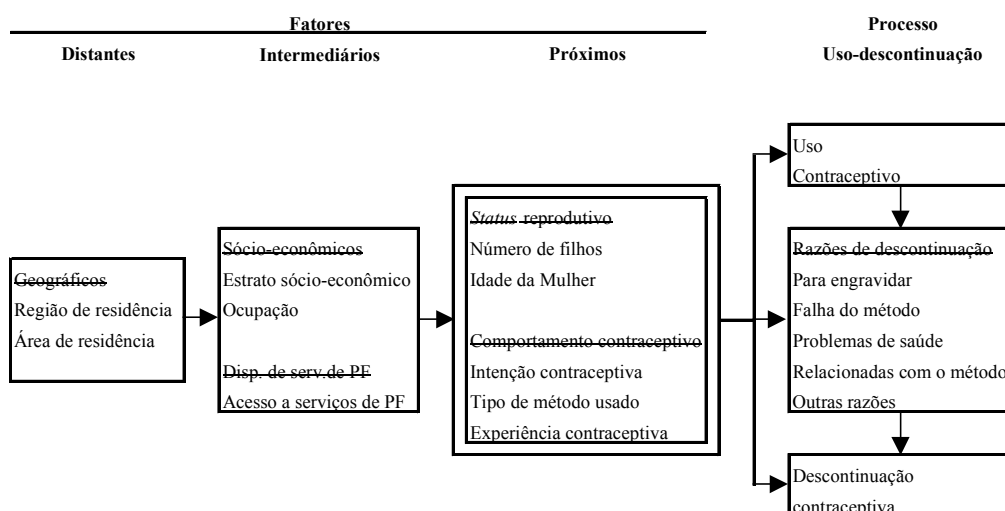 Fatores
Processo
Distantes
Intermediários
Próximos
Uso-descontinuação
Geográficos
Região de residência
Área de residência
Sócio-econômicos
Estrato sócio-econômico
Ocupação
Disp. de serv.de PF
Acesso a serviços de PF
Status reprodutivo
Número de filhos
Idade da Mulher
Comportamento contraceptivo
Intenção contraceptiva
Tipo de método usado
Experiência contraceptiva
Uso
Contraceptivo
Razões de descontinuação
Para engravidar
Falha do método
Problemas de saúde
Relacionadas com o método
Outras razões
Descontinuação
contraceptiva